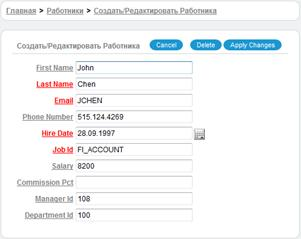 Главная > Работники > Создать/Редактировать Работника
Создать/Редактировать Работника Cancel Delete Apply Changes
First Name John
Last Name Chen
Email JCHEN
Phone Number 515.124.4269
Hire Date 28.09.1997
Job Id FI_ACCOUNT
Salary 8200
Commission Pct
Manager Id 108
Department Id 100